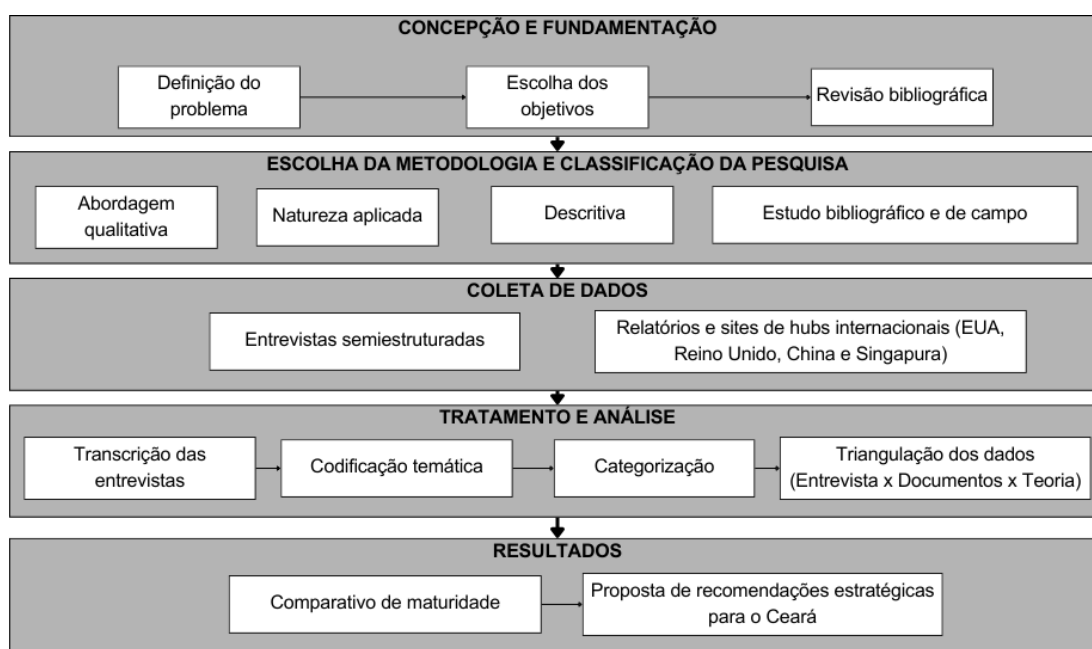 CONCEPÇÃO E FUNDAMENTAÇÃO
Definição do
problema
Escolha dos
objetivos
Revisão bibliográfica
ESCOLHA DA METODOLOGIA E CLASSIFICAÇÃO DA PESQUISA
Abordagem
qualitativa
Natureza aplicada
Descritiva
Estudo bibliográfico e de campo
COLETA DE DADOS
Entrevistas semiestruturadas
Relatórios e sites de hubs internacionais (EUA,
Reino Unido, China e Singapura)
TRATAMENTO E ANÁLISE
Transcrição das
entrevistas
Codificação temática
Categorização
Triangulação dos dados
(Entrevista x Documentos x Teoria)
RESULTADOS
Comparativo de maturidade
Proposta de recomendações estratégicas
para o Ceará